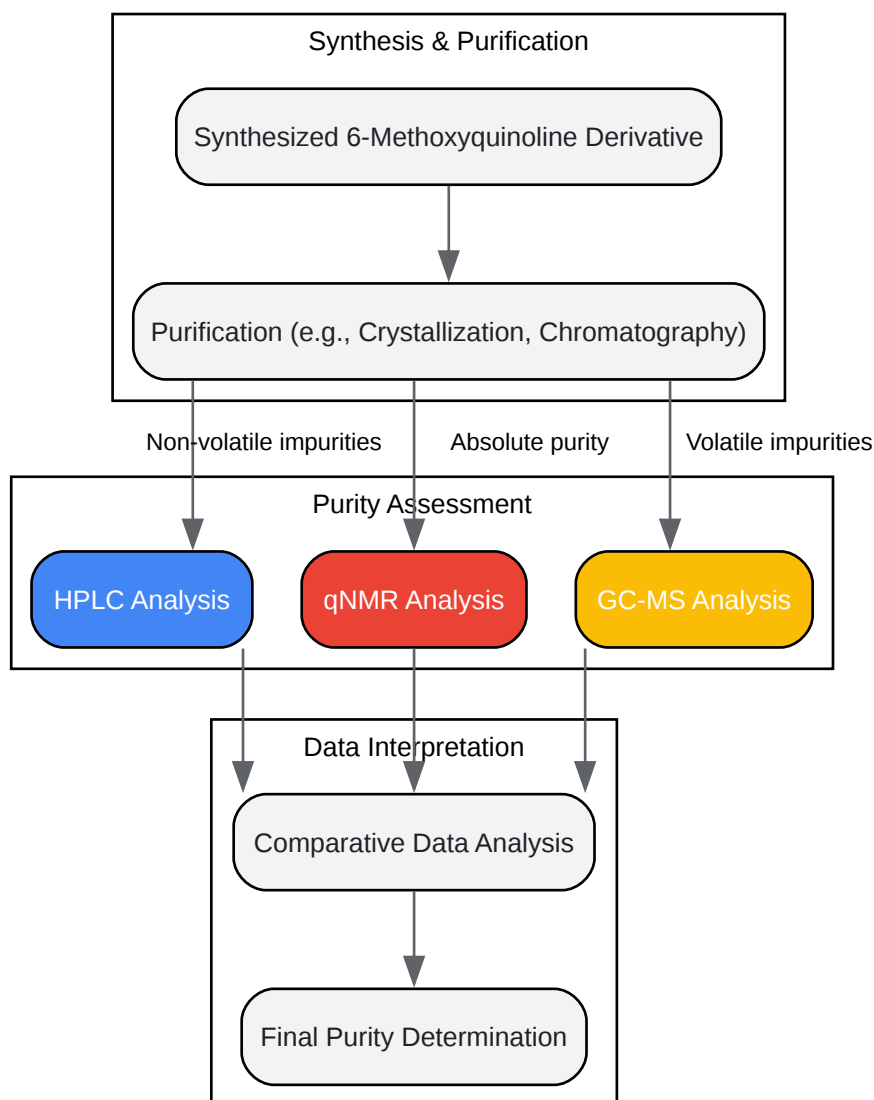 Synthesis & Purification
Synthesized 6-Methoxyquinoline Derivative
Purification (e.g., Crystallization, Chromatography)
Non-volatile impurities
Absolute purity
Volatile impurities
Purity Assessment
HPLC Analysis
qNMR Analysis
GC-MS Analysis
Data Interpretation
Comparative Data Analysis
Final Purity Determination